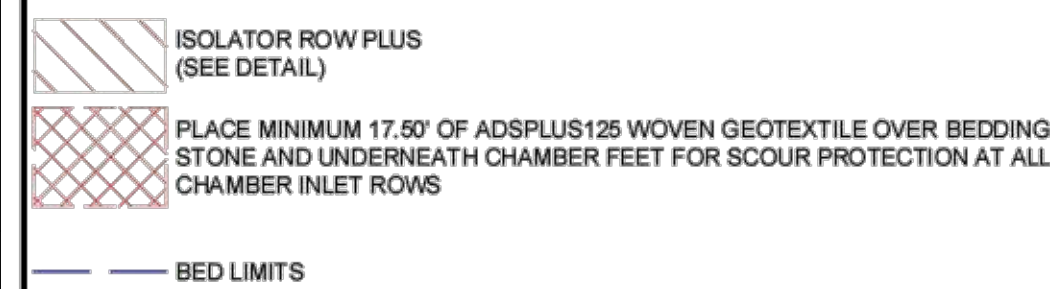 ISOLATOR ROW PLUS
(SEE DETAIL)
PLACE MINIMUM 17.50' OF ADSPLUS125 WOVEN GEOTEXTILE OVER BEDDING
STONE AND UNDERNEATH CHAMBER FEET FOR SCOUR PROTECTION AT ALL
CHAMBER INLET ROWS
BED LIMITS